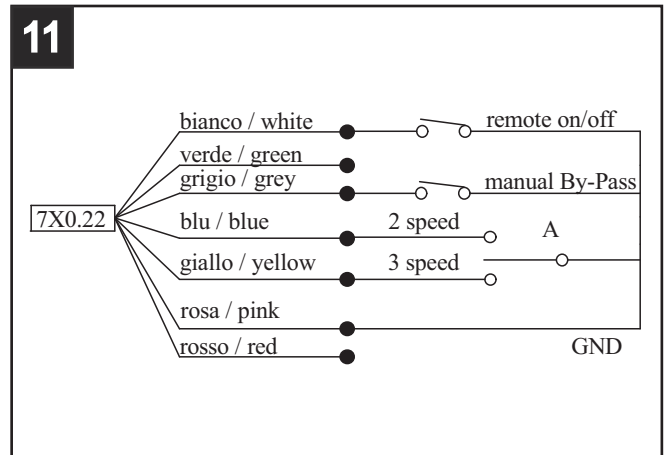 11
bianco / white
remote on/off
verde / green
grigio / grey
manual By-Pass
7X0.22
blu / blue
2 speed
A
giallo / yellow
3 speed
rosa / pink
rosso / red
GND